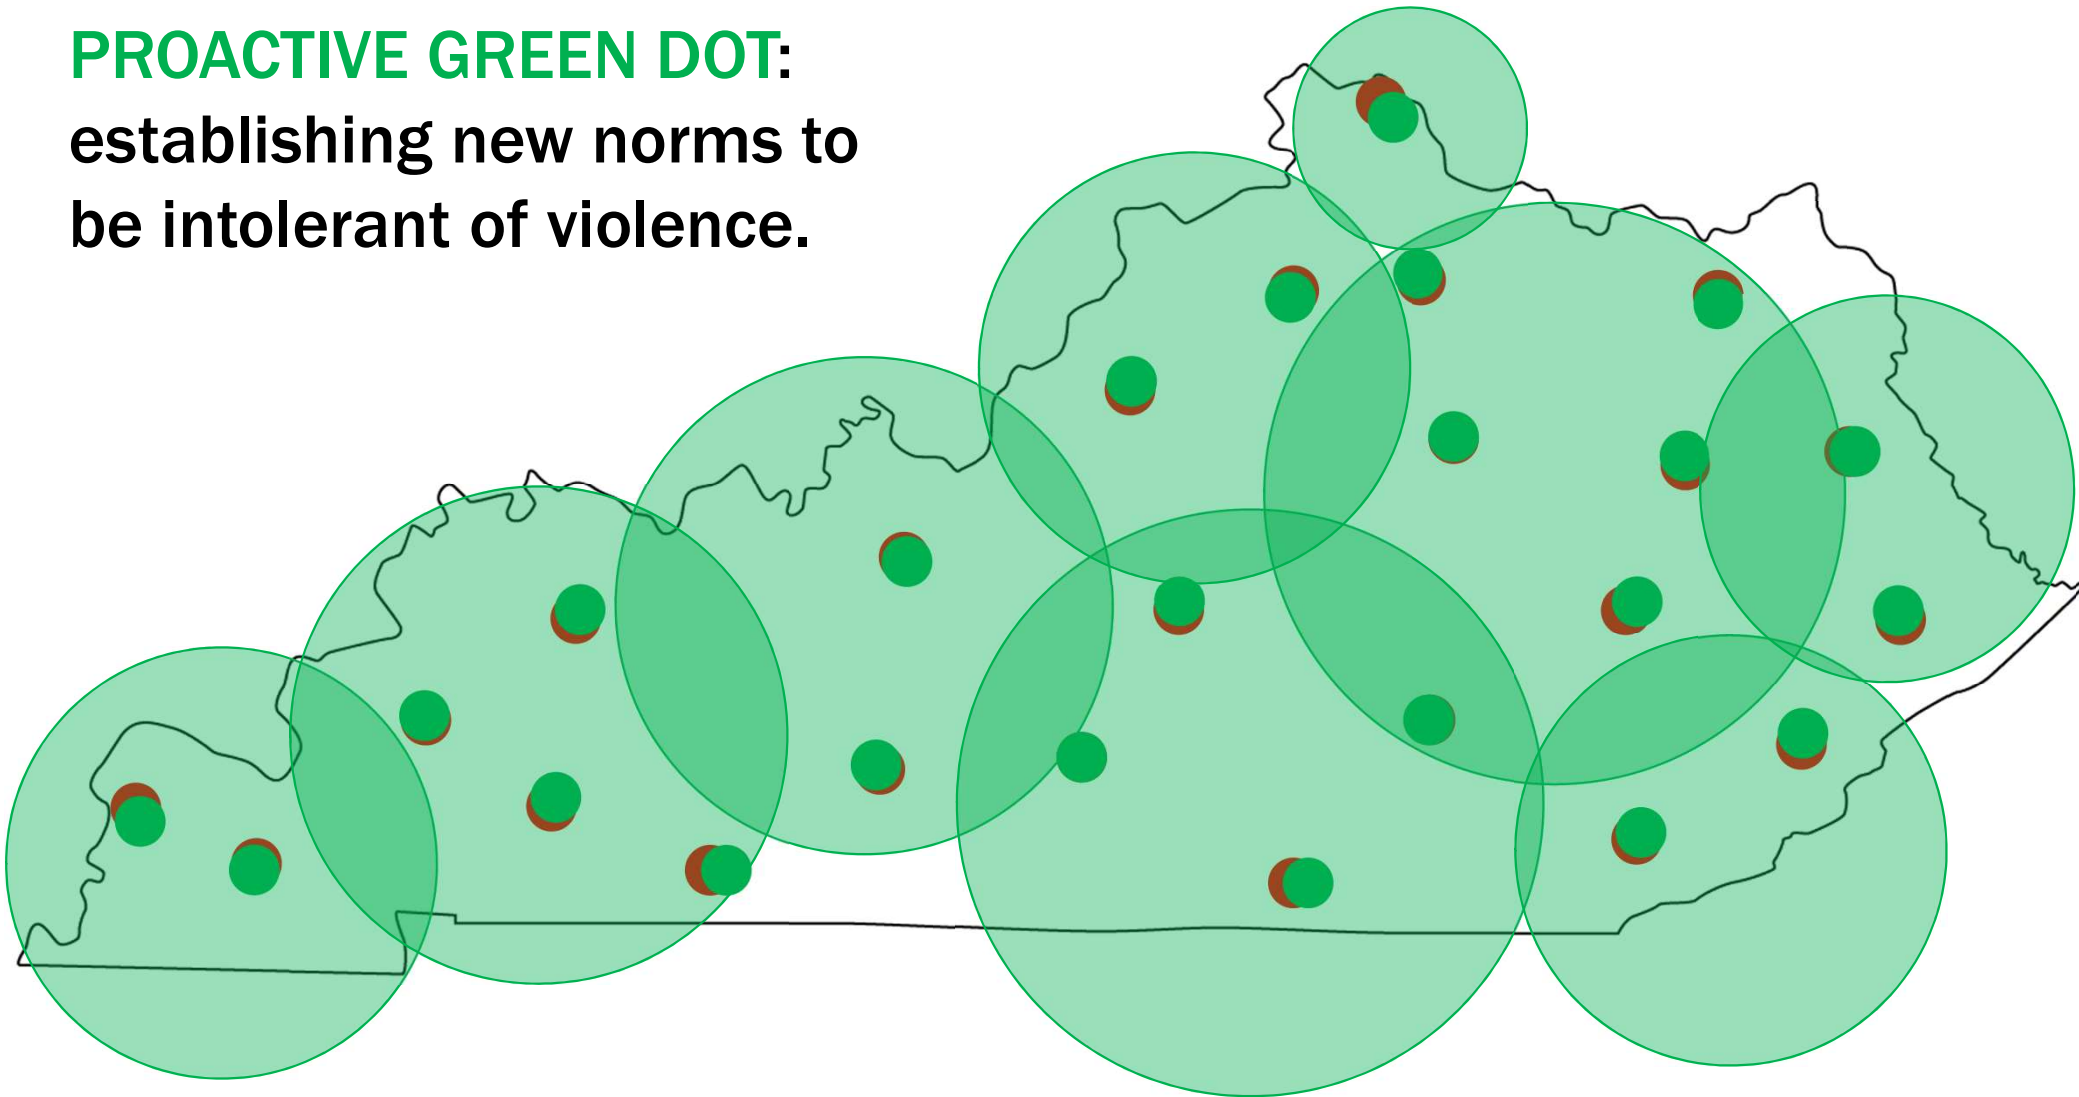 PROACTIVE GREEN DOT:
establishing new norms to
be intolerant of violence.